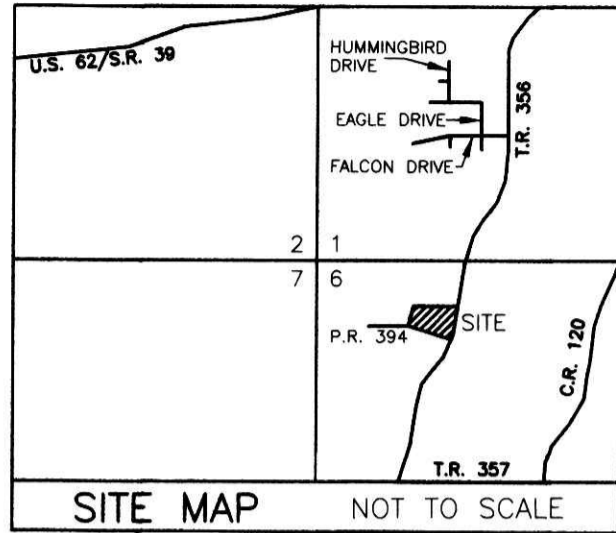 U.S. 62/S.R. 39
HUMMINGBIRD
DRIVE
EAGLE DRIVE
FALCON DRIVE
T.R. 356
2
1
7
6
SITE
P.R. 394
C.R. 120
T.R. 357
SITE MAP
NOT TO SCALE